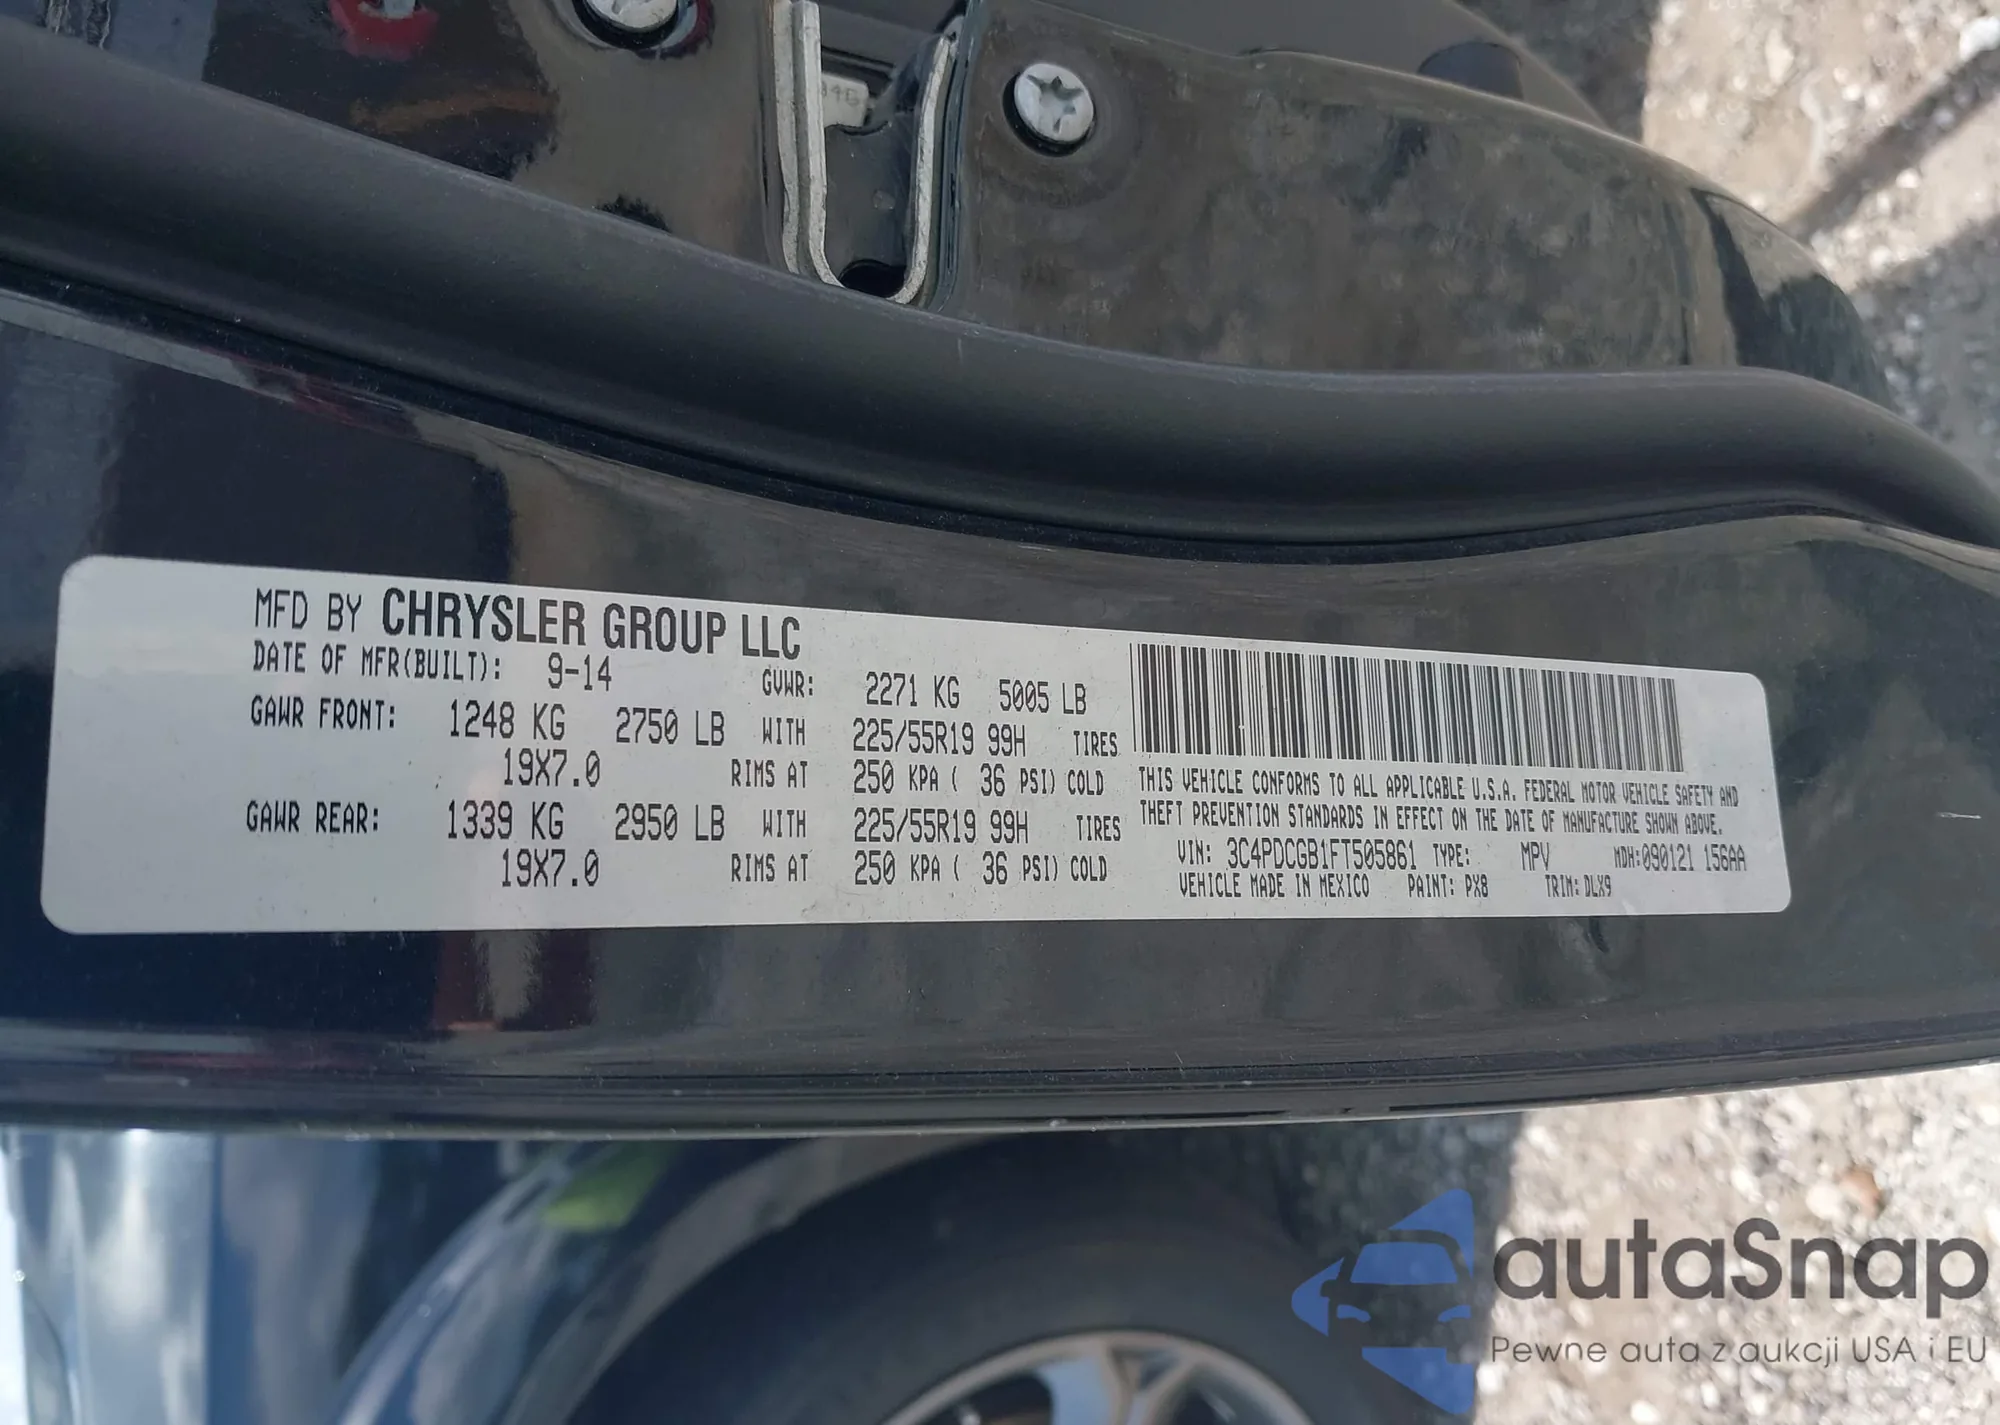 MFD BY CHRYSLER GROUP LLC
DATE OF MFR(BUILT): 9-14 GVWR: 2271 KG 5005 LB
GAWR FRONT: 1248 KG 2750 LB WITH 225/55R19 99H TIRES
19X7.0 RIMS AT 250 KPA ( 36 PSI) COLD
GAWR REAR: 1339 KG 2950 LB WITH 225/55R19 99H TIRES
19X7.0 RIMS AT 250 KPA ( 36 PSI) COLD
THIS VEHICLE CONFORMS TO ALL APPLICABLE U.S.A. FEDERAL MOTOR VEHICLE SAFETY AND
THEFT PREVENTION STANDARDS IN EFFECT ON THE DATE OF MANUFACTURE SHOWN ABOVE.
VIN: 3C4PDCGB1FT505861 TYPE: MPV MDH:090121 156AA
VEHICLE MADE IN MEXICO PAINT: PX8 TRIM: DLX9
autaSnap
Pewne auta z aukcji USA i EU